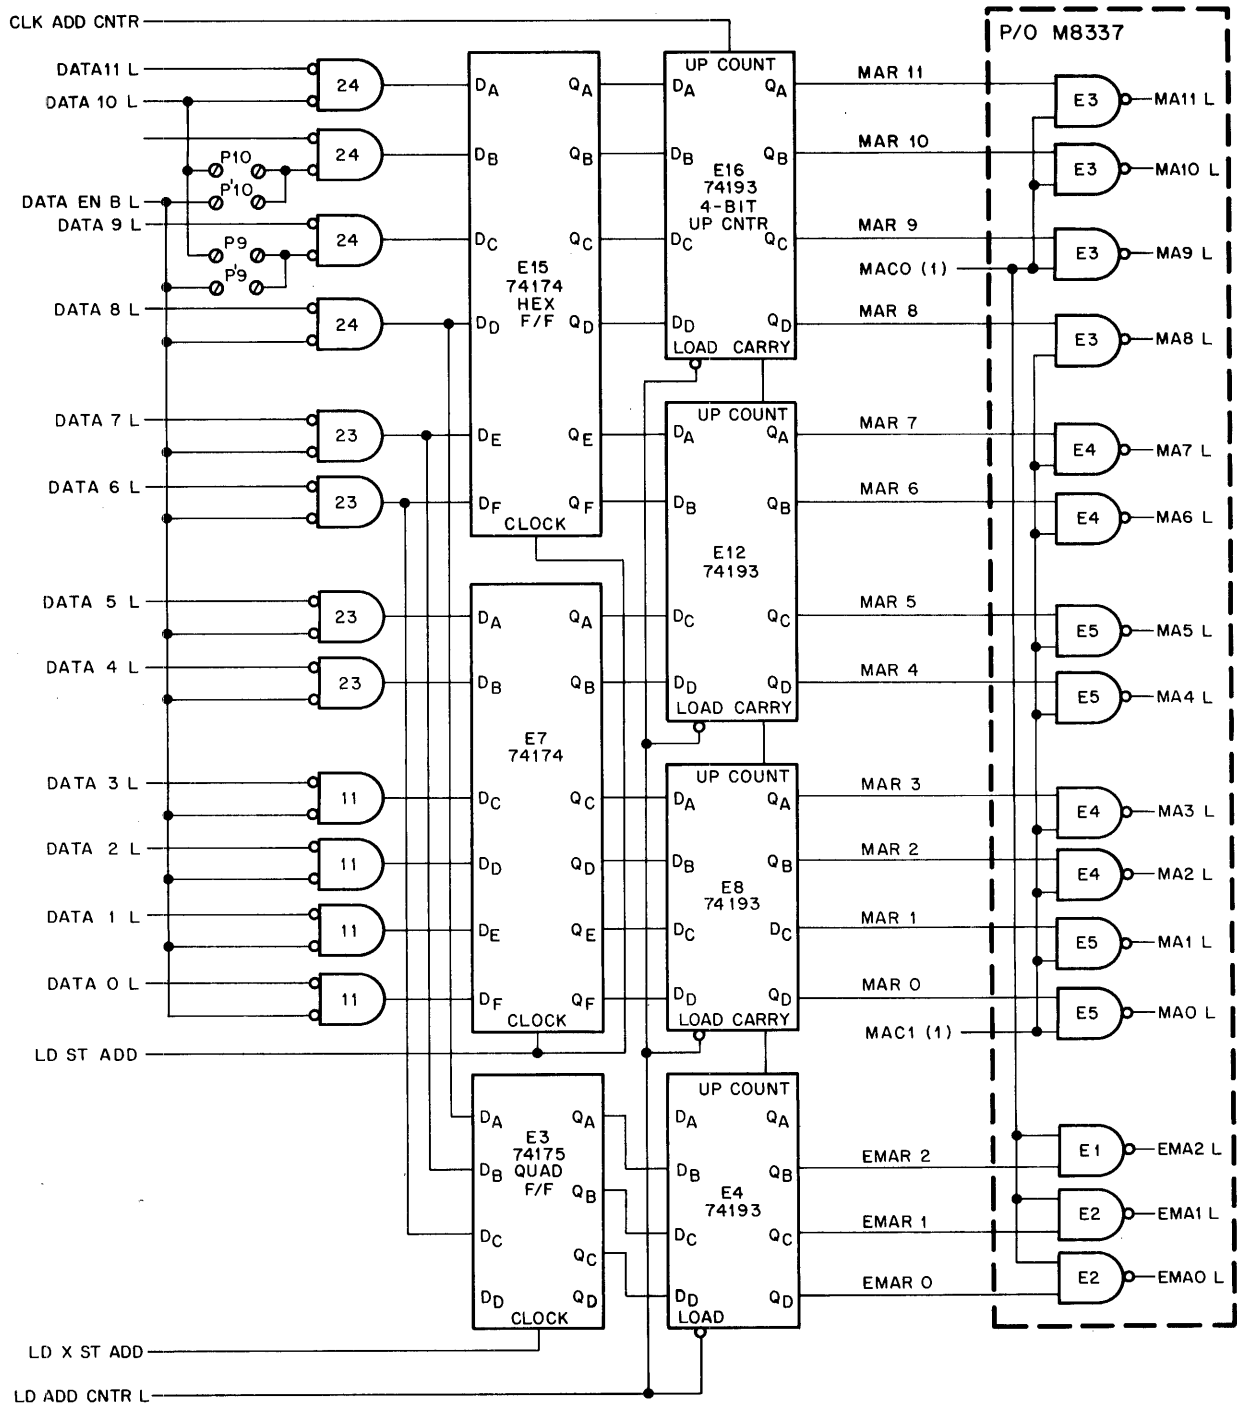 CLK ADD CNTR
P/O M8337
DATA11 L
DATA 10 L
DATA EN B L
DATA 9 L
DATA 8 L
DATA 7 L
DATA 6 L
DATA 5 L
DATA 4 L
DATA 3 L
DATA 2 L
DATA 1 L
DATA 0 L
LD ST ADD
LD X ST ADD
LD ADD CNTR L
P10
P'10
P9
P'9
24
24
24
24
23
23
23
23
11
11
11
11
DA QA
DB QB
DC QC
E15
74174
HEX
F/F
DD QD
DE QE
DF QF
CLOCK
DA QA
DB QB
E7
74174
DC QC
DD QD
DE QE
DF QF
CLOCK
DA QA
E3
74175
QUAD
F/F
DB QB
DC QC
DD QD
CLOCK
UP COUNT
DA QA
DB QB
E16
74193
4-BIT
UP CNTR
DC QC
DD QD
LOAD CARRY
UP COUNT
DA QA
DB QB
E12
74193
DC QC
DD QD
LOAD CARRY
UP COUNT
DA QA
DB QB
E8
74193
DC DC
DD QD
LOAD CARRY
UP COUNT
DA QA
DB QB
E4
74193
DC QC
DD QD
LOAD
MAR 11
MAR 10
MAR 9
MACO (1)
MAR 8
MAR 7
MAR 6
MAR 5
MAR 4
MAR 3
MAR 2
MAR 1
MAR 0
MAC1 (1)
EMAR 2
EMAR 1
EMAR 0
E3 MA11 L
E3 MA10 L
E3 MA9 L
E3 MA8 L
E4 MA7 L
E4 MA6 L
E5 MA5 L
E5 MA4 L
E4 MA3 L
E4 MA2 L
E5 MA1 L
E5 MA0 L
E1 EMA2 L
E2 EMA1 L
E2 EMA0 L